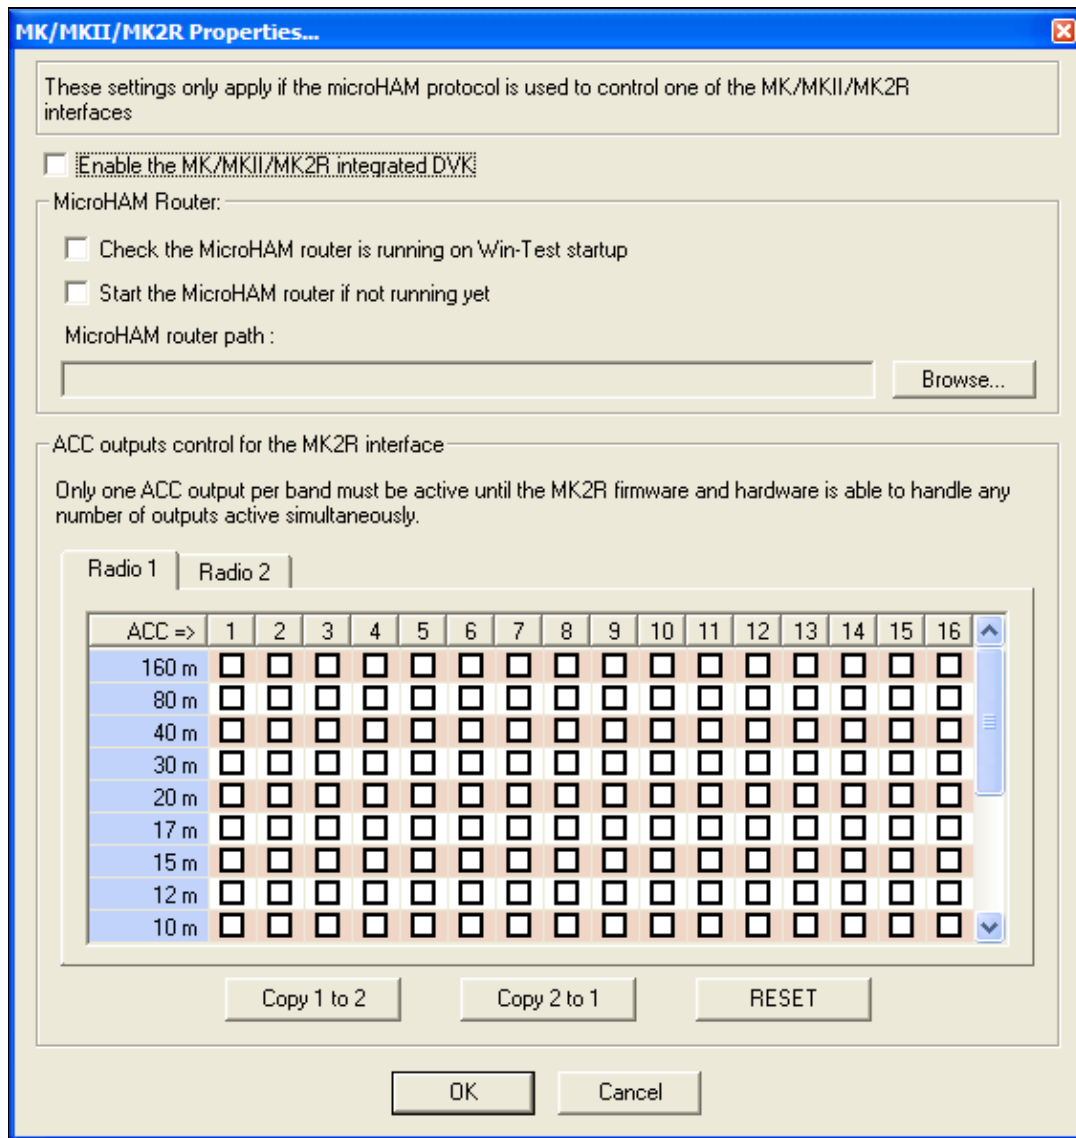 MK/MKII/MK2R Properties...
These settings only apply if the microHAM protocol is used to control one of the MK/MKII/MK2R
interfaces
Enable the MK/MKII/MK2R integrated DVK
MicroHAM Router:
Check the MicroHAM router is running on Win-Test startup
Start the MicroHAM router if not running yet
MicroHAM router path :
Browse...
ACC outputs control for the MK2R interface
Only one ACC output per band must be active until the MK2R firmware and hardware is able to handle any
number of outputs active simultaneously.
Radio 1 Radio 2
ACC => 1 2 3 4 5 6 7 8 9 10 11 12 13 14 15 16
160 m
80 m
40 m
30 m
20 m
17 m
15 m
12 m
10 m
Copy 1 to 2 Copy 2 to 1 RESET
OK Cancel